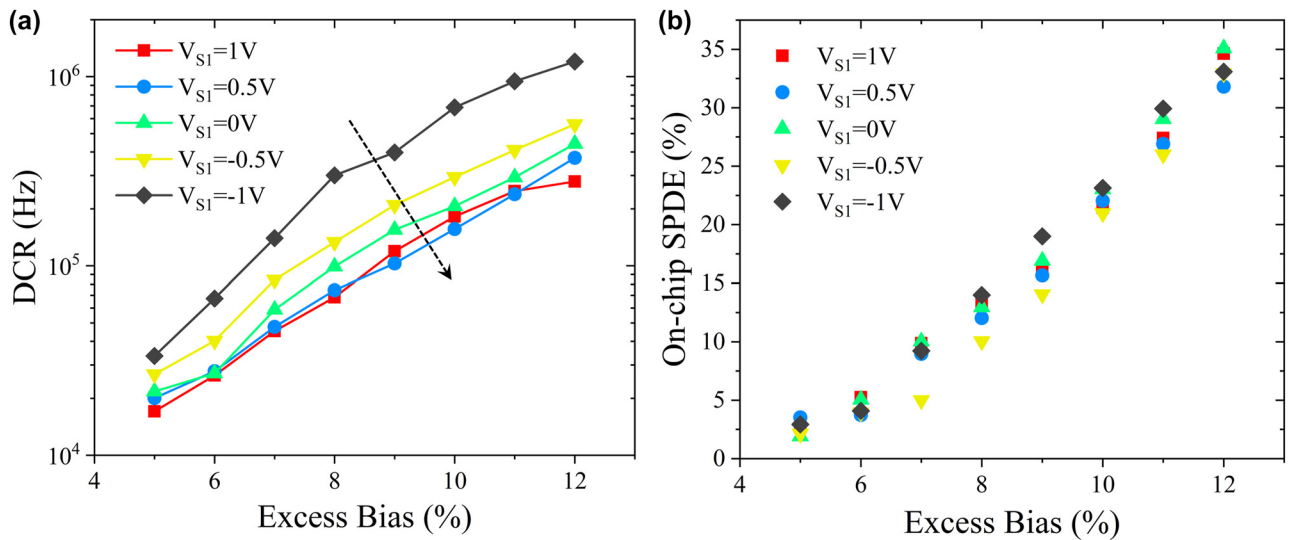 (a)
V_S1=1V
V_S1=0.5V
V_S1=0V
V_S1=-0.5V
V_S1=-1V
10^6
10^5
10^4
DCR (Hz)
4 6 8 10 12
Excess Bias (%)
(b)
V_S1=1V
V_S1=0.5V
V_S1=0V
V_S1=-0.5V
V_S1=-1V
35
30
25
20
15
10
5
0
On-chip SPDE (%)
4 6 8 10 12
Excess Bias (%)